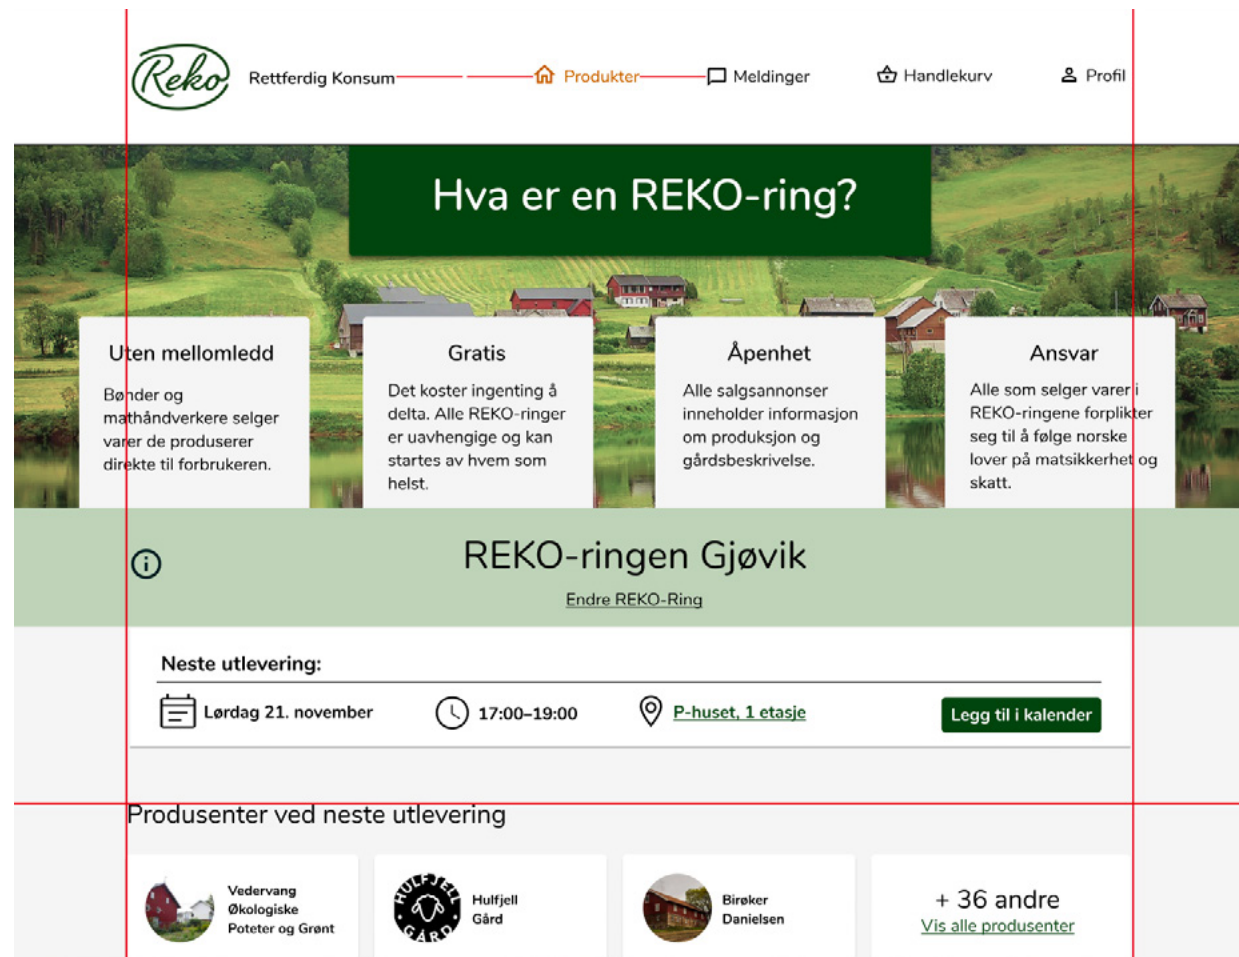 Reko
Rettferdig Konsum
Produkter
Meldinger
Handlekurv
Profil
Hva er en REKO-ring?
Uten mellomledd
Bønder og
mathåndverkere selger
varer de produserer
direkte til forbrukeren.
Gratis
Det koster ingenting å
delta. Alle REKO-ringer
er uavhengige og kan
startes av hvem som
helst.
Åpenhet
Alle salgsannonser
inneholder informasjon
om produksjon og
gårdsbeskrivelse.
Ansvar
Alle som selger varer i
REKO-ringene forplikter
seg til å følge norske
lover på matsikkerhet og
skatt.
REKO-ringen Gjøvik
Endre REKO-Ring
Neste utlevering:
Lørdag 21. november
17:00–19:00
P-huset, 1 etasje
Legg til i kalender
Produsenter ved neste utlevering
Vedervang
Økologiske
Poteter og Grønt
HULFJELL
GÅRD
Hulfjell
Gård
Birøker
Danielsen
+ 36 andre
Vis alle produsenter